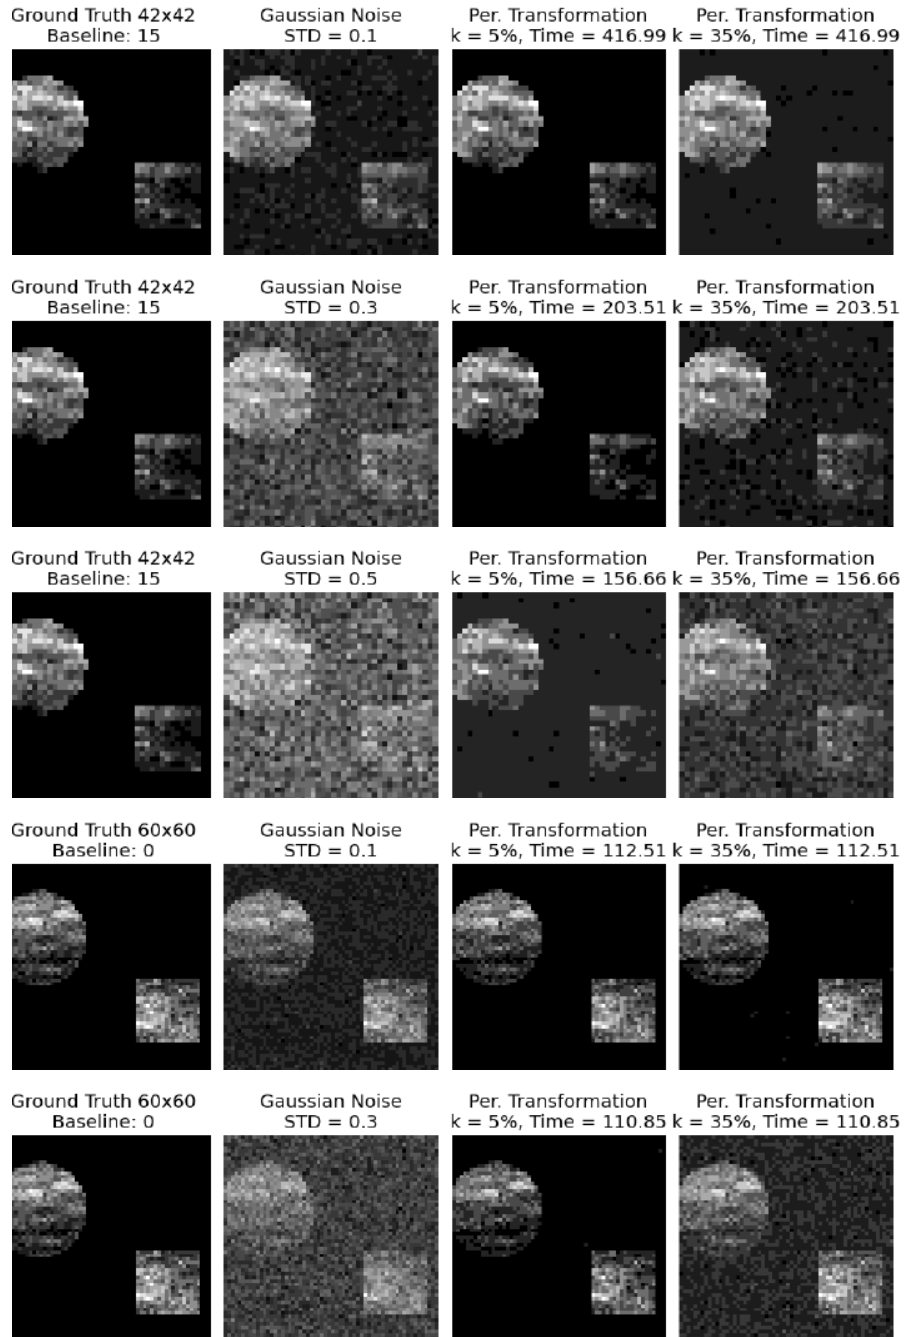 Ground Truth 42x42
Baseline: 15
Gaussian Noise
STD = 0.1
Per. Transformation
k = 5%, Time = 416.99
Per. Transformation
k = 35%, Time = 416.99
Ground Truth 42x42
Baseline: 15
Gaussian Noise
STD = 0.3
Per. Transformation
k = 5%, Time = 203.51
Per. Transformation
k = 35%, Time = 203.51
Ground Truth 42x42
Baseline: 15
Gaussian Noise
STD = 0.5
Per. Transformation
k = 5%, Time = 156.66
Per. Transformation
k = 35%, Time = 156.66
Ground Truth 60x60
Baseline: 0
Gaussian Noise
STD = 0.1
Per. Transformation
k = 5%, Time = 112.51
Per. Transformation
k = 35%, Time = 112.51
Ground Truth 60x60
Baseline: 0
Gaussian Noise
STD = 0.3
Per. Transformation
k = 5%, Time = 110.85
Per. Transformation
k = 35%, Time = 110.85